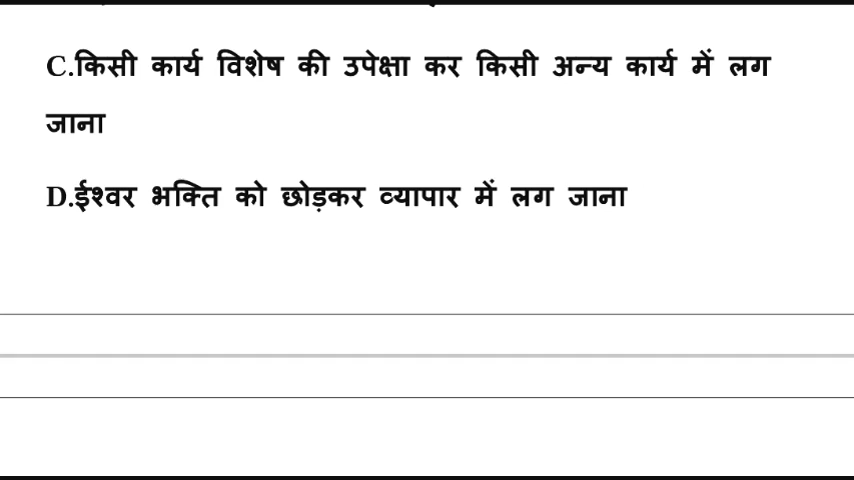 C.किसी कार्य विशेष की उपेक्षा कर किसी अन्य कार्य में लग
जाना
D.ईश्वर भक्ति को छोड़कर व्यापार में लग जाना